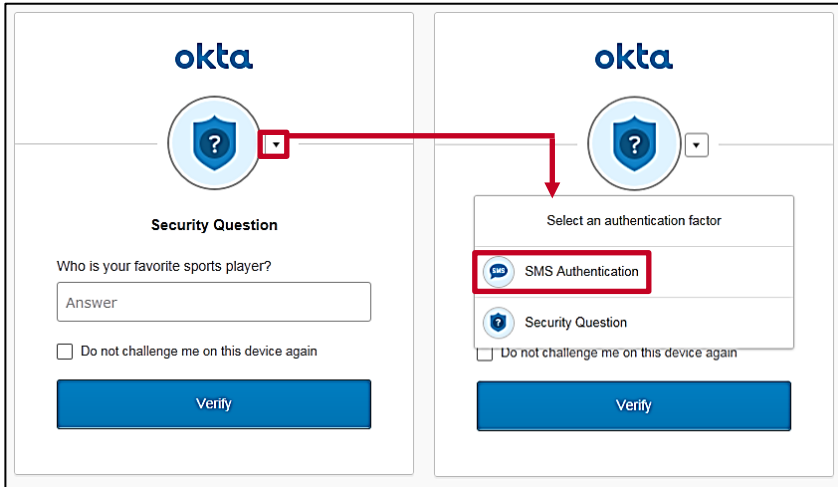 okta
?
Security Question
Who is your favorite sports player?
Answer
Do not challenge me on this device again
Verify
okta
?
Select an authentication factor
SMS
SMS Authentication
?
Security Question
Do not challenge me on this device again
Verify